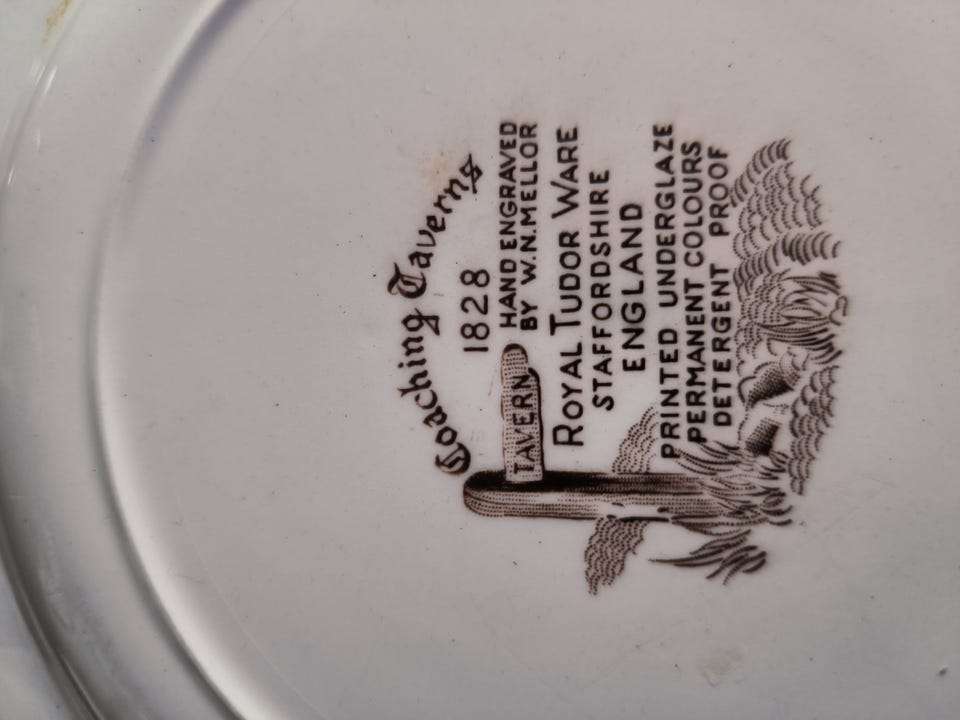 Coaching Taverns
1828
HAND ENGRAVED
BY W.N.MELLOR
TAVERN
ROYAL TUDOR WARE
STAFFORDSHIRE
ENGLAND
PRINTED UNDERGLAZE
PERMANENT COLOURS
DETERGENT PROOF